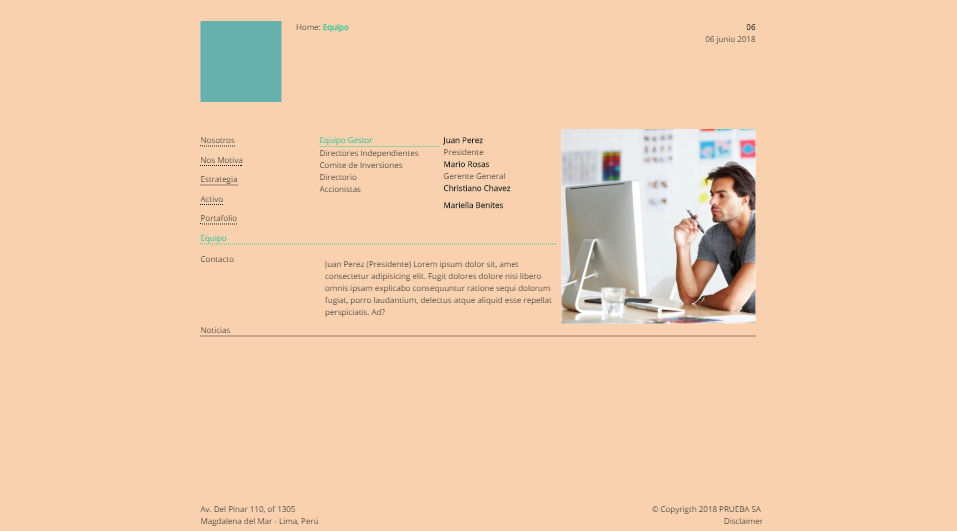 Home: Equipo
06
06 junio 2018
Nosotros
Nos Motiva
Estrategia
Activo
Portafolio
Equipo
Contacto
Noticias
Equipo Gestor
Directores Independientes
Comite de Inversiones
Directorio
Accionistas
Juan Perez
Presidente
Mario Rosas
Gerente General
Christiano Chavez
Mariella Benites
Juan Perez (Presidente) Lorem ipsum dolor sit, amet
consectetur adipisicing elit. Fugit dolores dolore nisi libero
omnis ipsam explicabo consequuntur ratione sequi dolorum
fugiat, porro laudantium, delectus atque aliquid esse repellat
perspiciatis. Ad?
Av. Del Pinar 110, of 1305
Magdalena del Mar - Lima, Perú
© Copyrigth 2018 PRUEBA SA
Disclaimer